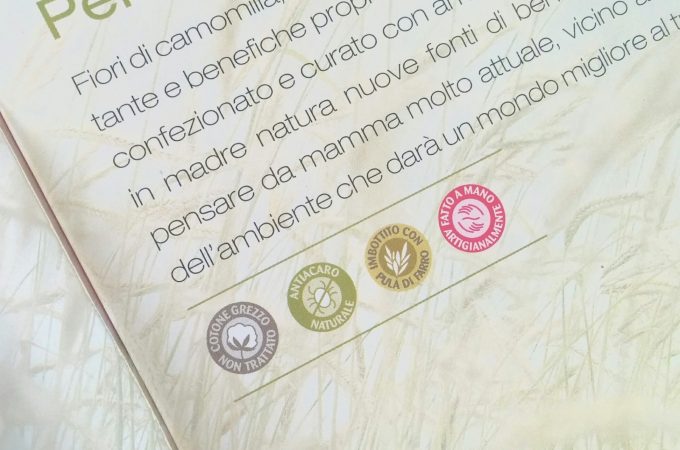 Fiori di camomilla,
tante e benefiche
confezionato e curato con
in madre natura nuove fonti di
pensare da mamma molto attuale, vicino
dell'ambiente che darà un mondo migliore al
COTONE GREZZO
NON TRATTATO
ANTIACARO
NATURALE
IMBOTTITO CON
PULA DI FARRO
FATTO A MANO
ARTIGIANALMENTE